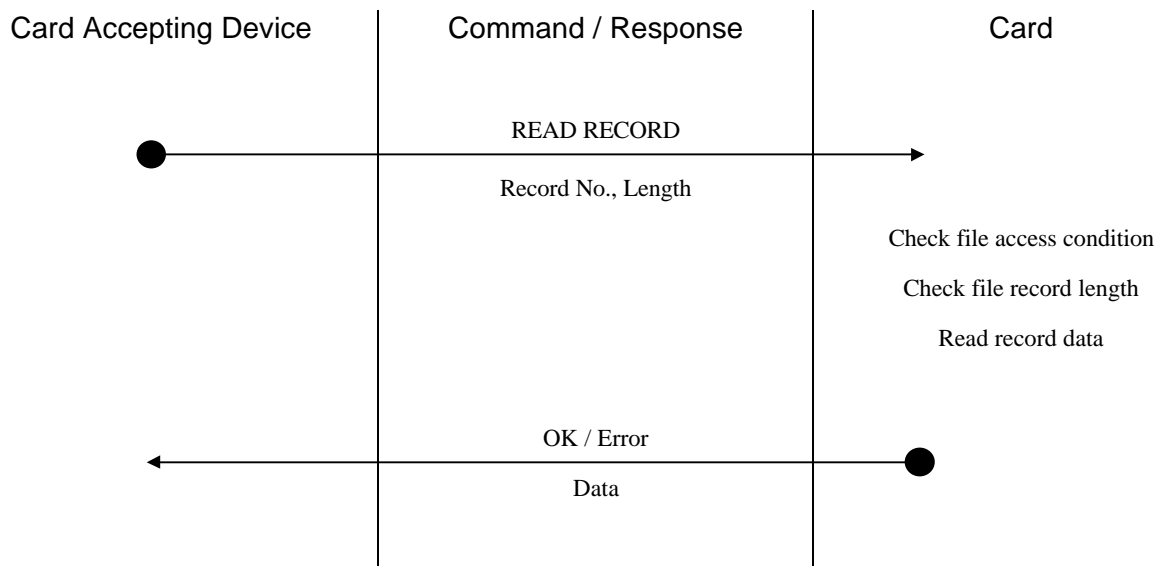 Card Accepting Device
Command / Response
Card
READ RECORD
Record No., Length
Check file access condition
Check file record length
Read record data
OK / Error
Data